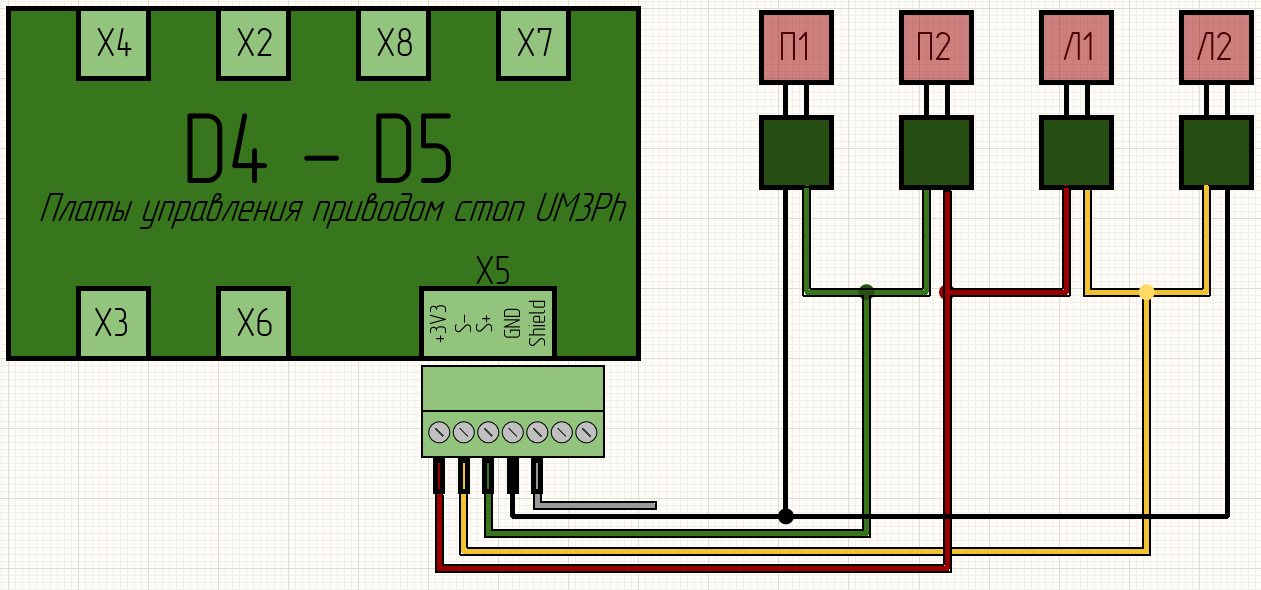 X4 X2 X8 X7
П1 П2 Л1 Л2
D4 – D5
Платы управления приводом стоп UM3Ph
X5
X3 X6
+3V3 S- S+ GND Shield